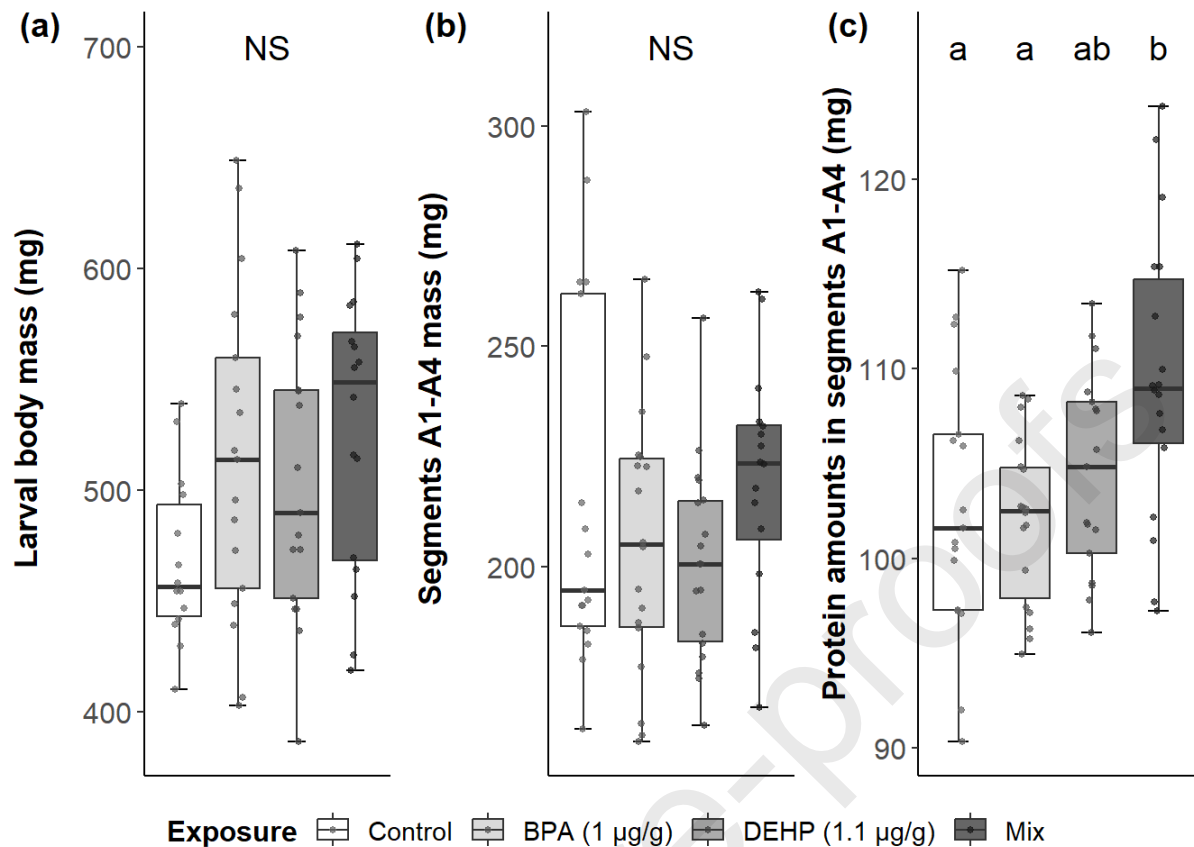 (a)
NS
700
600
500
400
Larval body mass (mg)
(b)
NS
300
250
200
Segments A1-A4 mass (mg)
(c)
a a ab b
120
110
100
90
Protein amounts in segments A1-A4 (mg)
e-proofs
Exposure Control BPA (1 µg/g) DEHP (1.1 µg/g) Mix